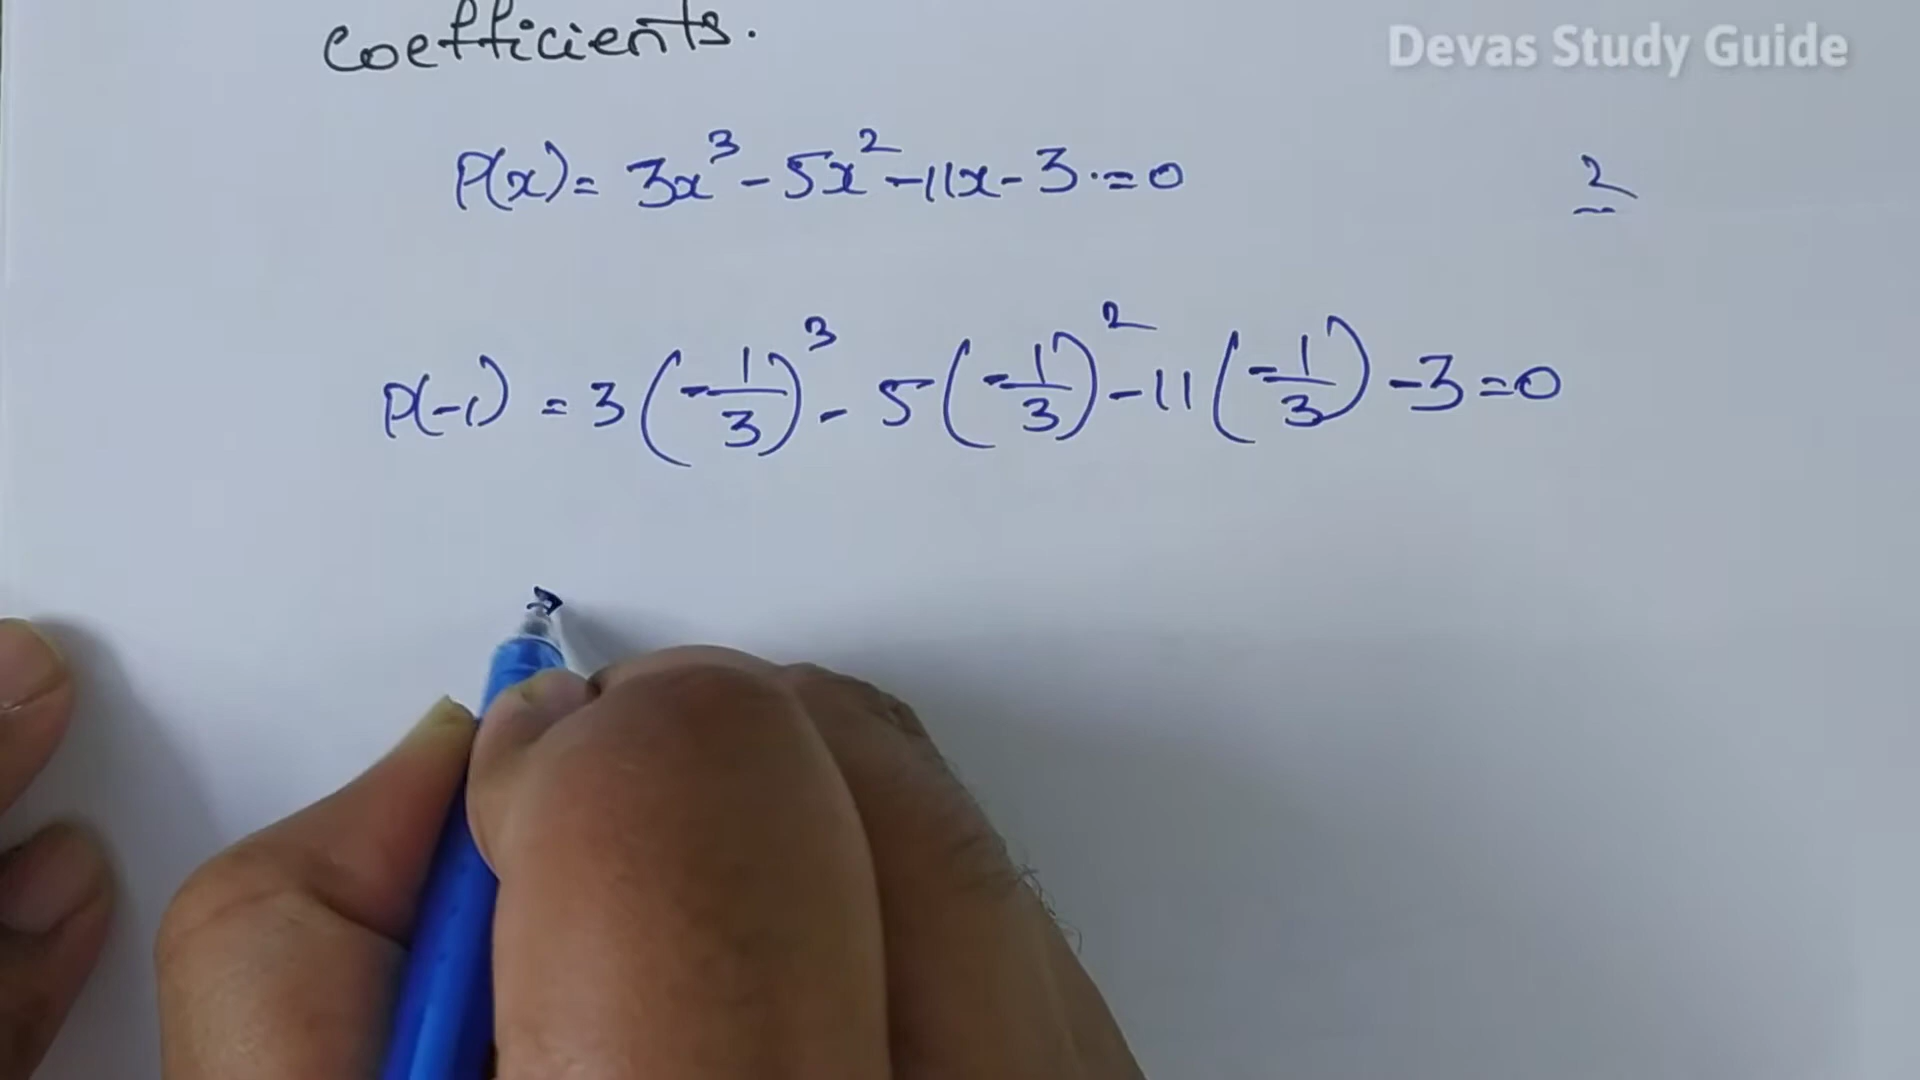 Devas Study Guide
coefficients.
P(x) = 3x³ - 5x² - 11x - 3. = 0
2
P(-1) = 3(-1/3)³ - 5(-1/3)² - 11(-1/3) - 3 = 0